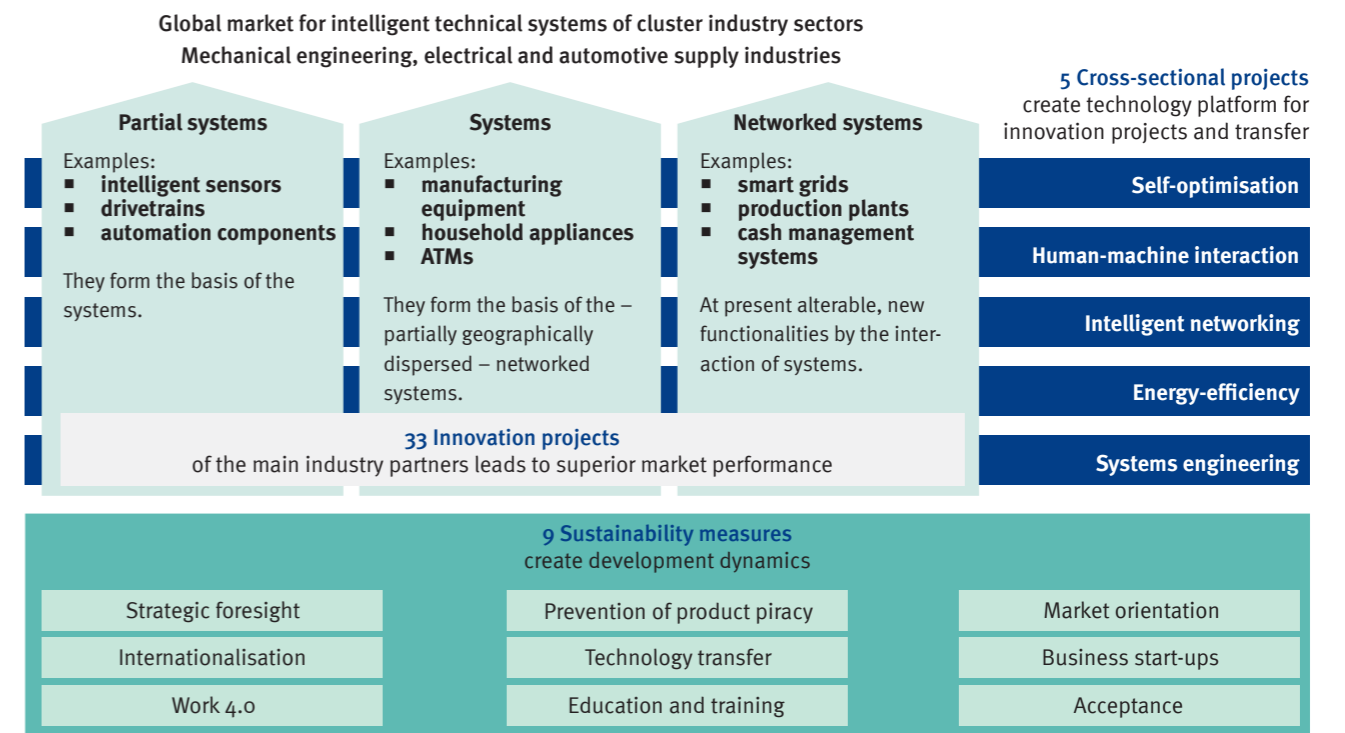 Global market for intelligent technical systems of cluster industry sectors
Mechanical engineering, electrical and automotive supply industries
5 Cross-sectional projects
create technology platform for
innovation projects and transfer
Partial systems
Examples:
▪ intelligent sensors
▪ drivetrains
▪ automation components
They form the basis of the
systems.
Systems
Examples:
▪ manufacturing
equipment
▪ household appliances
▪ ATMs
They form the basis of the –
partially geographically
dispersed – networked
systems.
Networked systems
Examples:
▪ smart grids
▪ production plants
▪ cash management
systems
At present alterable, new
functionalities by the inter-
action of systems.
Self-optimisation
Human-machine interaction
Intelligent networking
Energy-efficiency
Systems engineering
33 Innovation projects
of the main industry partners leads to superior market performance
9 Sustainability measures
create development dynamics
Strategic foresight
Internationalisation
Work 4.0
Prevention of product piracy
Technology transfer
Education and training
Market orientation
Business start-ups
Acceptance